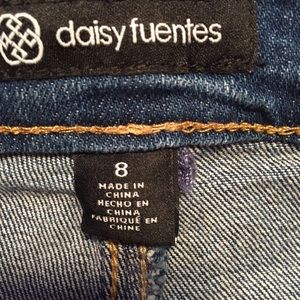 daisy fuentes
8
MADE IN
CHINA
HECHO EN
CHINA
FABRIQUÉ EN
CHINE